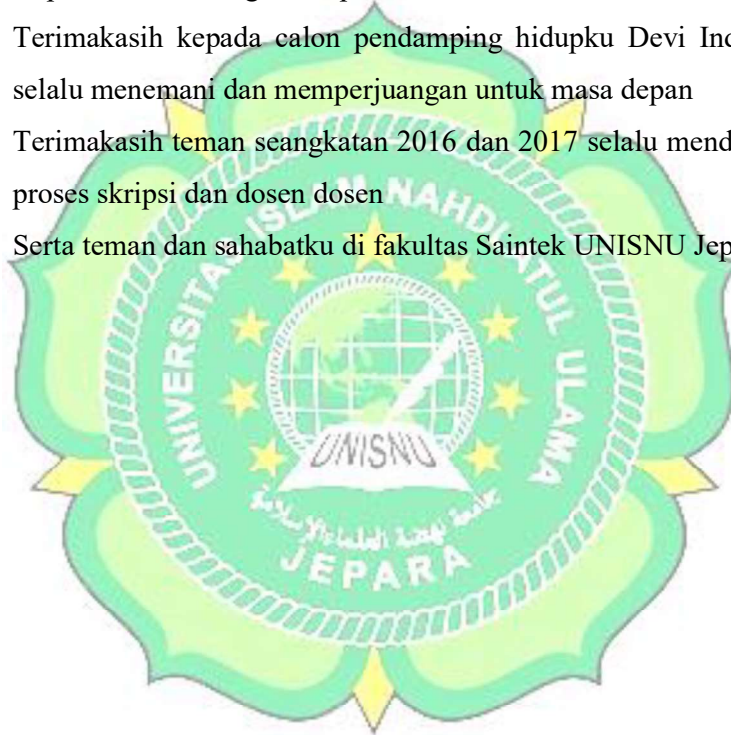 Terimakasih kepada calon pendamping hidupku Devi
selalu menemani dan memperjuangan untuk masa depan
Terimakasih teman seangkatan 2016 dan 2017 selalu
proses skripsi dan dosen dosen
Serta teman dan sahabatku di fakultas Saintek UNISNU
UNIVERSITAS ISLAM NAHDLATUL ULAMA
UNISNU
JEPARA